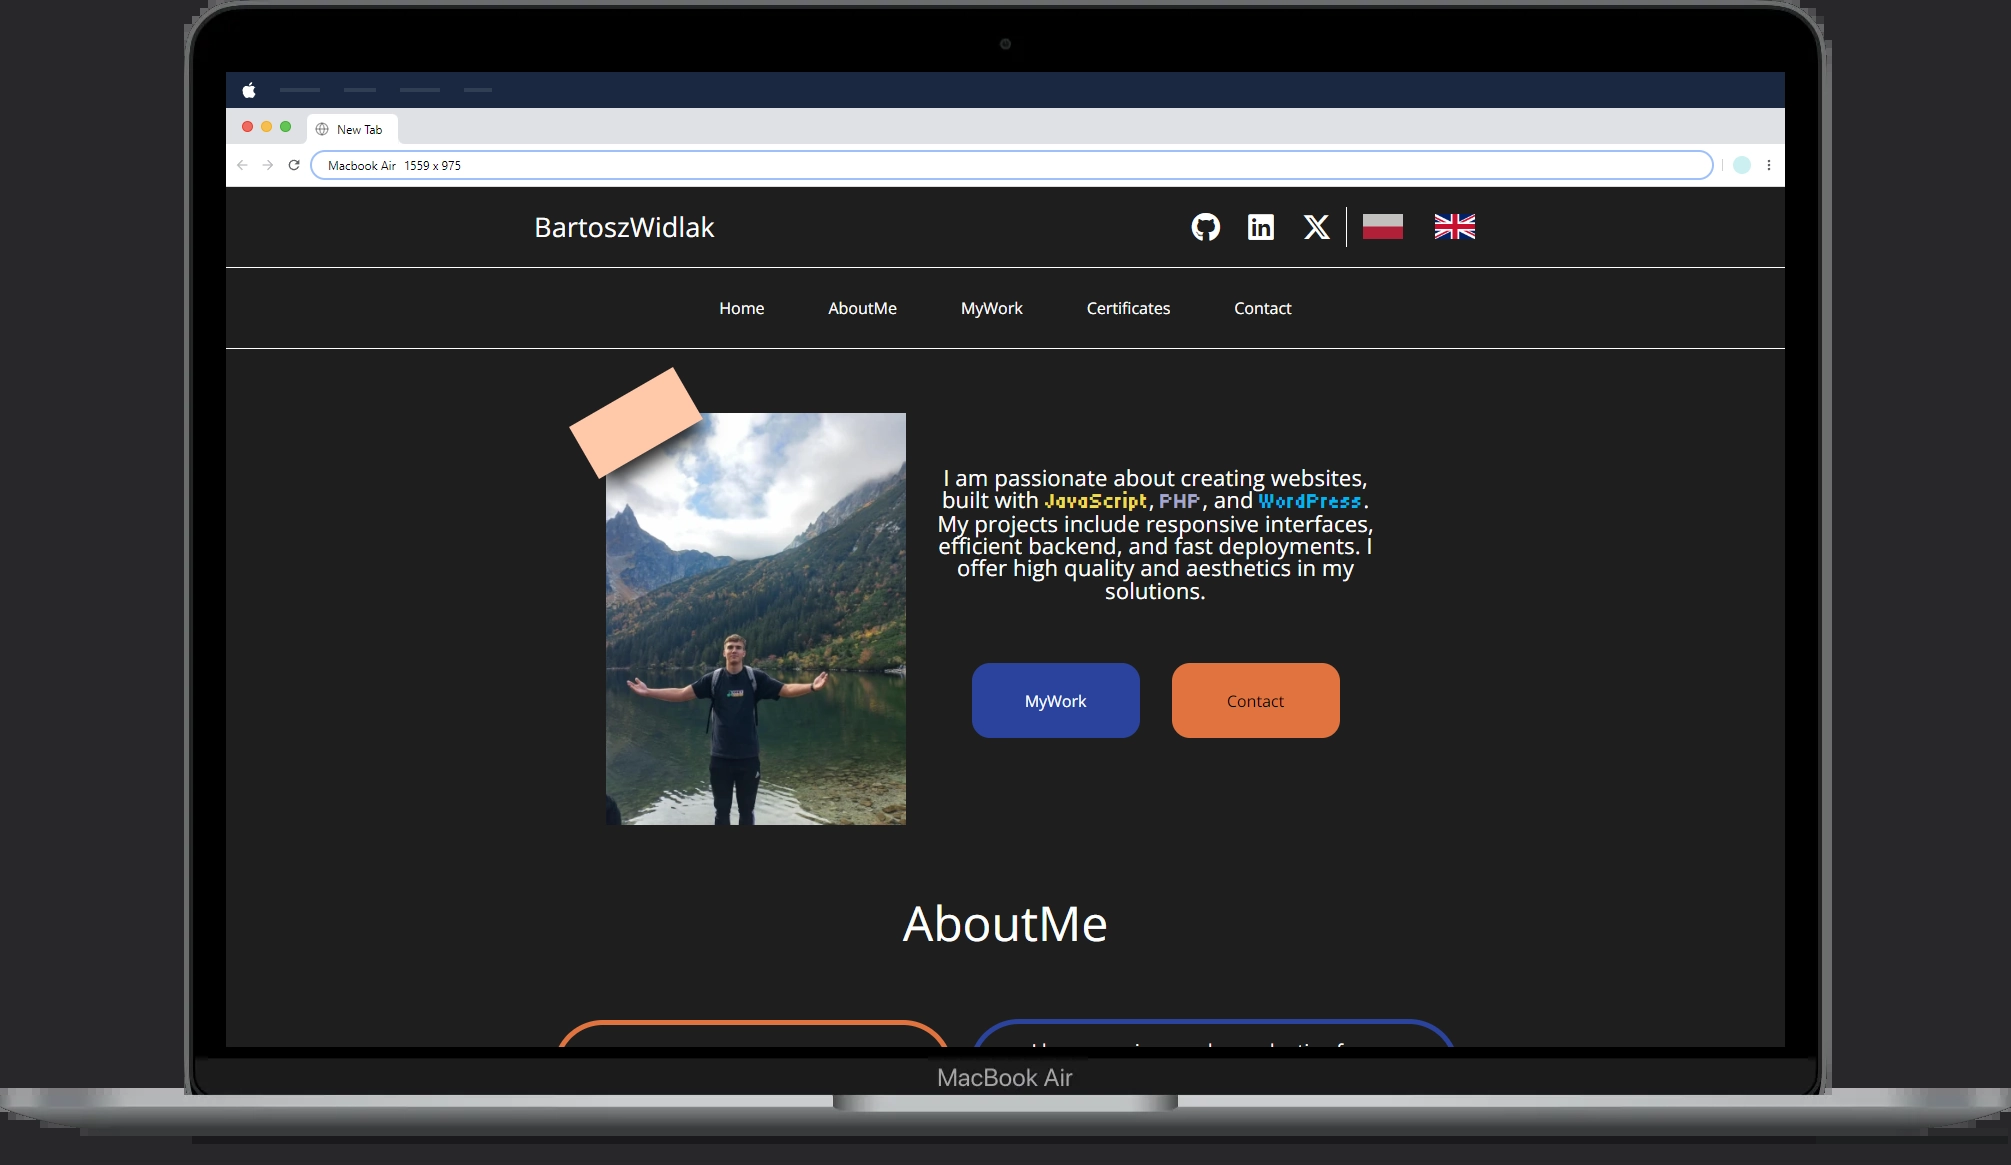 New Tab
Macbook Air 1559 x 975
BartoszWidlak
Home AboutMe MyWork Certificates Contact
I am passionate about creating websites,
built with JavaScript, PHP, and WordPress.
My projects include responsive interfaces,
efficient backend, and fast deployments. I
offer high quality and aesthetics in my
solutions.
MyWork Contact
AboutMe
MacBook Air